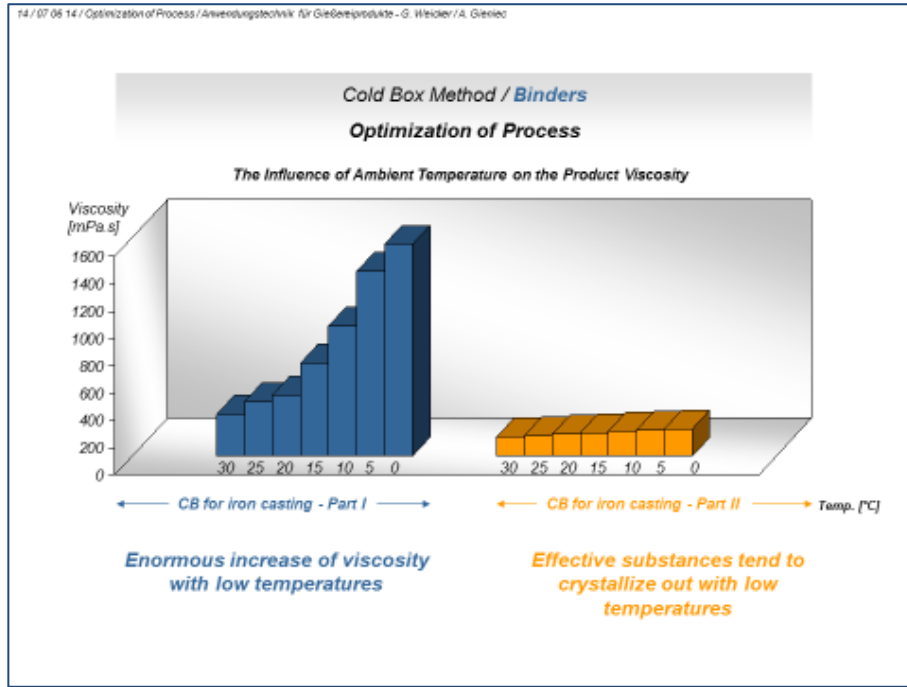 14 / 07 06 14 / Optimization of Process / Anwendungstechnik für Gießereiprodukte - G. Weicker / A. Gieniec
Cold Box Method / Binders
Optimization of Process
The Influence of Ambient Temperature on the Product Viscosity
Viscosity
[mPa.s]
1600
1400
1200
1000
800
600
400
200
0
30 25 20 15 10 5 0
30 25 20 15 10 5 0
CB for iron casting - Part I
CB for iron casting - Part II
Temp. [°C]
Enormous increase of viscosity
with low temperatures
Effective substances tend to
crystallize out with low
temperatures